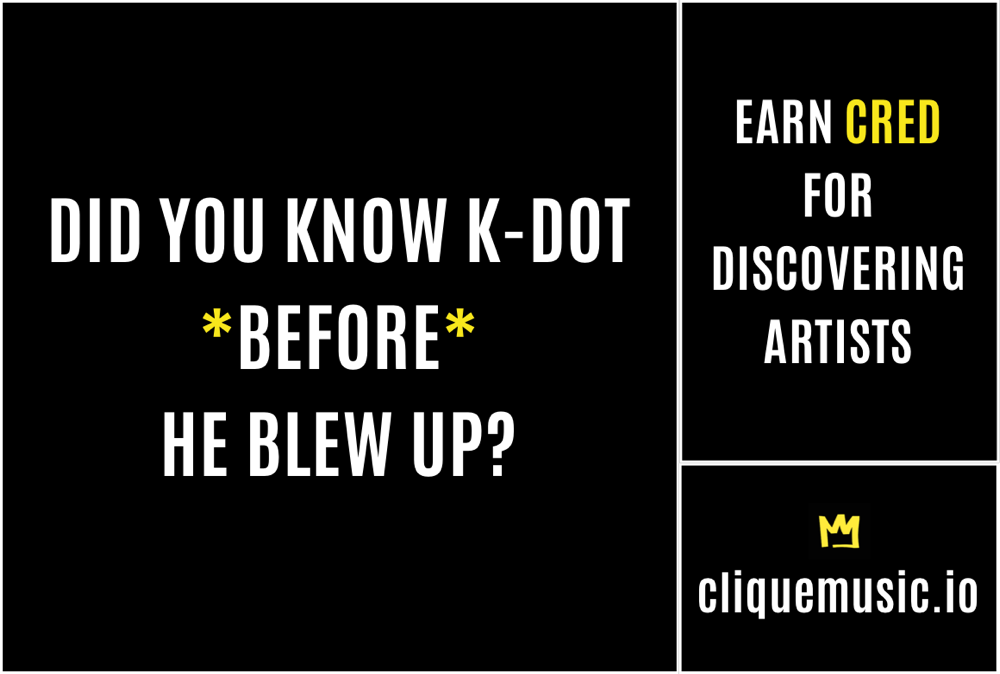 DID YOU KNOW K-DOT
*BEFORE*
HE BLEW UP?
EARN CRED
FOR
DISCOVERING
ARTISTS
cliquemusic.io